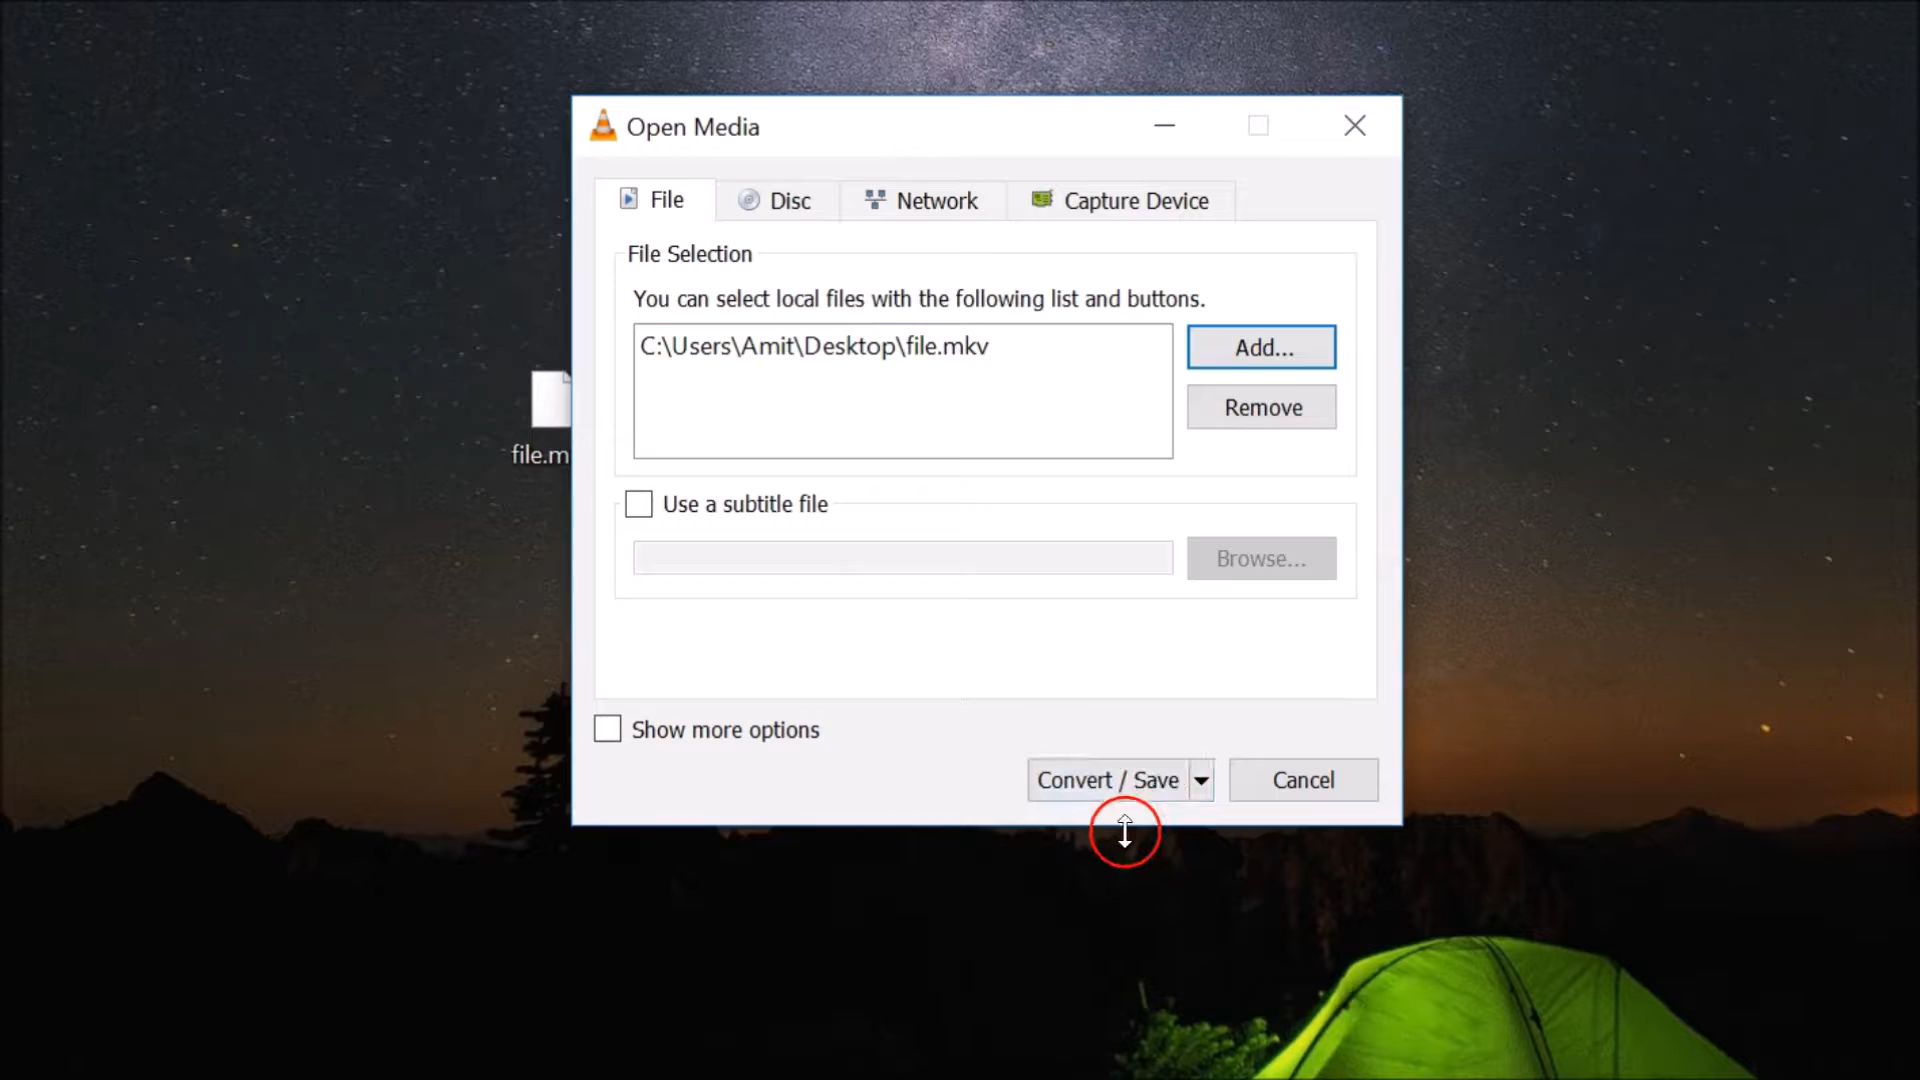 Open Media
File
Disc
Network
Capture Device
File Selection
You can select local files with the following list and buttons.
C:\Users\Amit\Desktop\file.mkv
Add...
Remove
file.m
Use a subtitle file
Browse...
Show more options
Convert / Save
Cancel